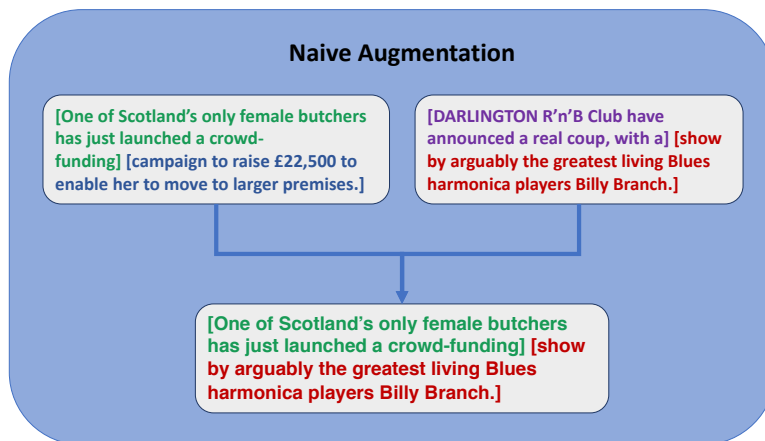 Naive Augmentation
[One of Scotland's only female butchers
has just launched a crowd-
funding] [campaign to raise £22,500 to
enable her to move to larger premises.]
[DARLINGTON R'n'B Club have
announced a real coup, with a] [show
by arguably the greatest living Blues
harmonica players Billy Branch.]
[One of Scotland's only female butchers
has just launched a crowd-funding] [show
by arguably the greatest living Blues
harmonica players Billy Branch.]